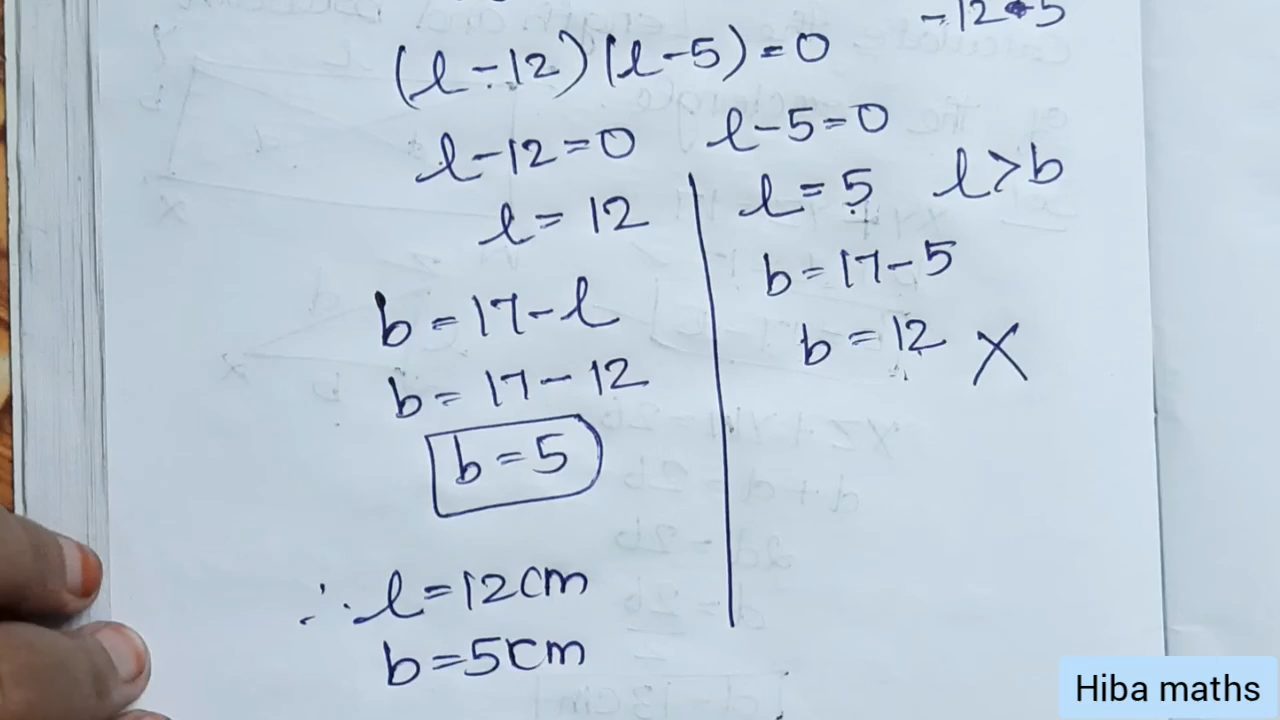 -12 -5
(l-12)(l-5)=0
l-12=0 l-5=0
l=12
l=5 l>b
b=17-l
b=17-5
b=17-12
b=12 X
b=5
∴ l=12cm
b=5cm
Hiba maths